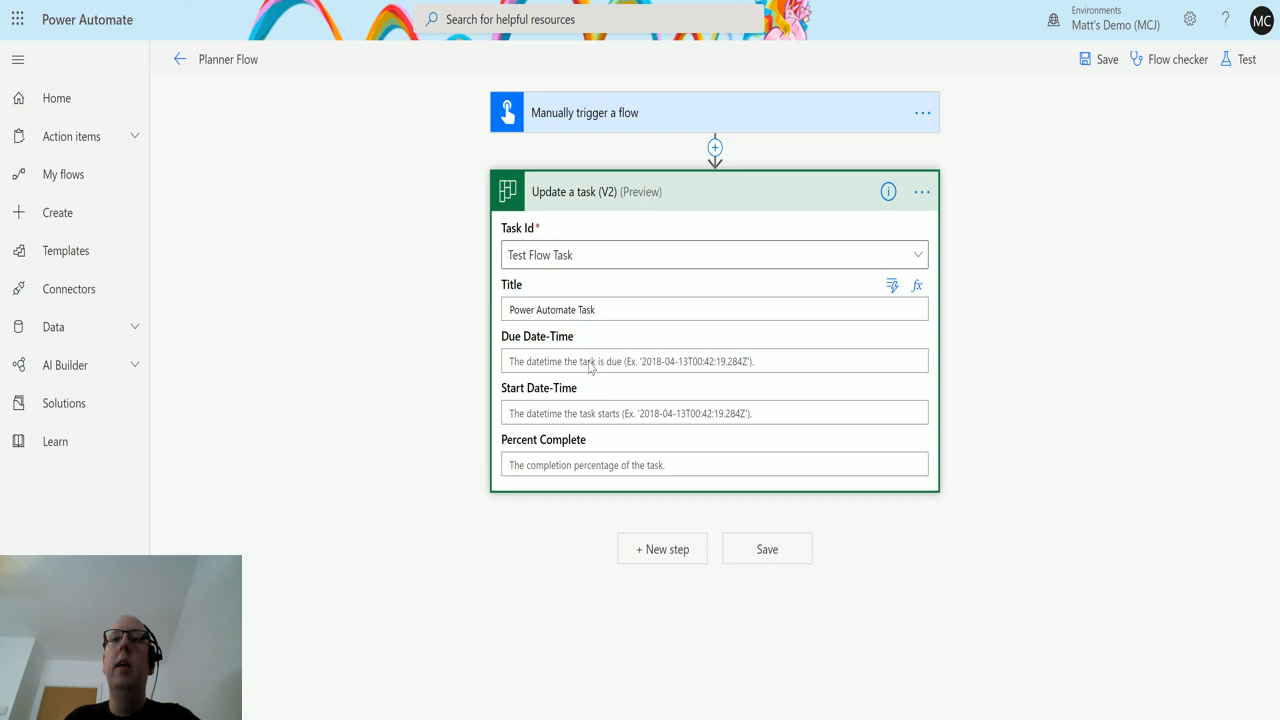 Power Automate
Search for helpful resources
Environments
Matt's Demo (MCJ)
MC
Planner Flow
Save
Flow checker
Test
Home
Action items
My flows
Create
Templates
Connectors
Data
AI Builder
Solutions
Learn
Manually trigger a flow
Update a task (V2) (Preview)
Task Id*
Test Flow Task
Title
fx
Power Automate Task
Due Date-Time
The datetime the task is due (Ex. '2018-04-13T00:42:19.284Z').
Start Date-Time
The datetime the task starts (Ex. '2018-04-13T00:42:19.284Z').
Percent Complete
The completion percentage of the task.
+ New step
Save